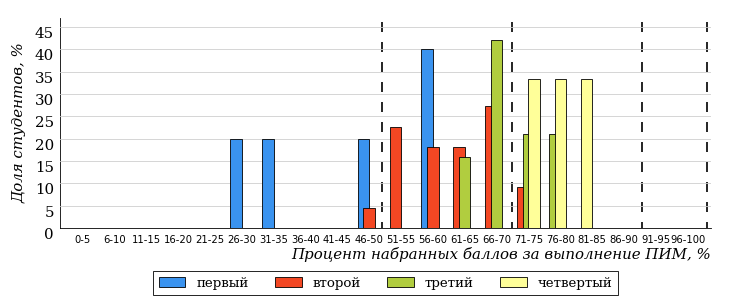 Доля студентов, %
45
40
35
30
25
20
15
10
5
0
0-5 6-10 11-15 16-20 21-25 26-30 31-35 36-40 41-45 46-50 51-55 56-60 61-65 66-70 71-75 76-80 81-85 86-90 91-95 96-100
Процент набранных баллов за выполнение ПИМ, %
первый второй третий четвертый